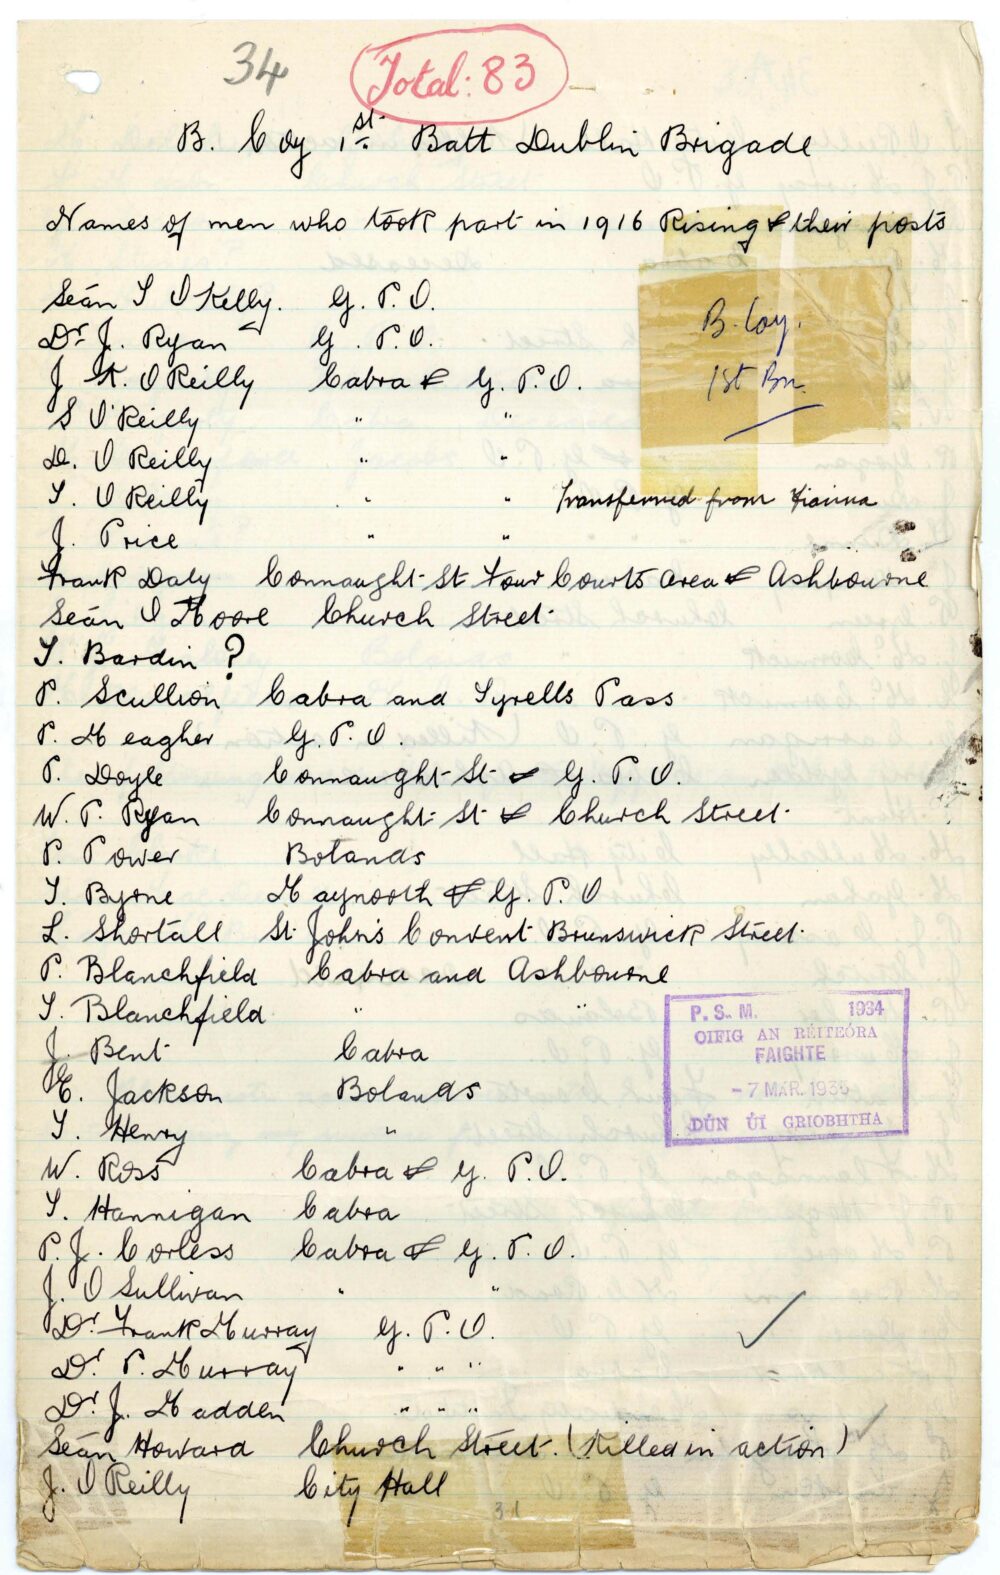 34
Total: 83
B. Coy 1st Batt Dublin Brigade
Names of men who took part in 1916 Rising & their posts
B. Coy.
1st Bn.
Seán T O'Kelly. G. P. O.
Dr J. Ryan G. P. O.
J K. O Reilly Cabra & G. P. O.
S O'Reilly " "
D. O Reilly " "
T. O Reilly " " Transferred from Fianna
J. Price " "
Frank Daly Connaught St Four Courts Area & Ashbourne
Seán O Moore Church Street
T. Bardin ?
P. Scullion Cabra and Tyrells Pass
P. Meagher G. P. O.
P. Doyle Connaught St & G. P. O.
W. P. Ryan Connaught St & Church Street
P. Power Bolands
T. Byrne Maynooth & G. P. O
L. Shortall St John's Convent Brunswick Street
P. Blanchfield Cabra and Ashbourne
T. Blanchfield " "
J. Bent Cabra
E. Jackson Bolands
T. Henry "
W. Ross Cabra & G. P. O.
T. Hannigan Cabra
P. J. Corless Cabra & G. P. O.
J. O Sullivan " "
Dr Frank Murray G. P. O.
Dr P. Murray " " "
Dr J. Madden " " "
Seán Howard Church Street. (Killed in action)
J. O Reilly City Hall
31
P. S. M. 1934
OIFIG AN RÉITEÓRA
FAIGHTE
- 7 MAR. 1936
DÚN UÍ GRIOBHTHA